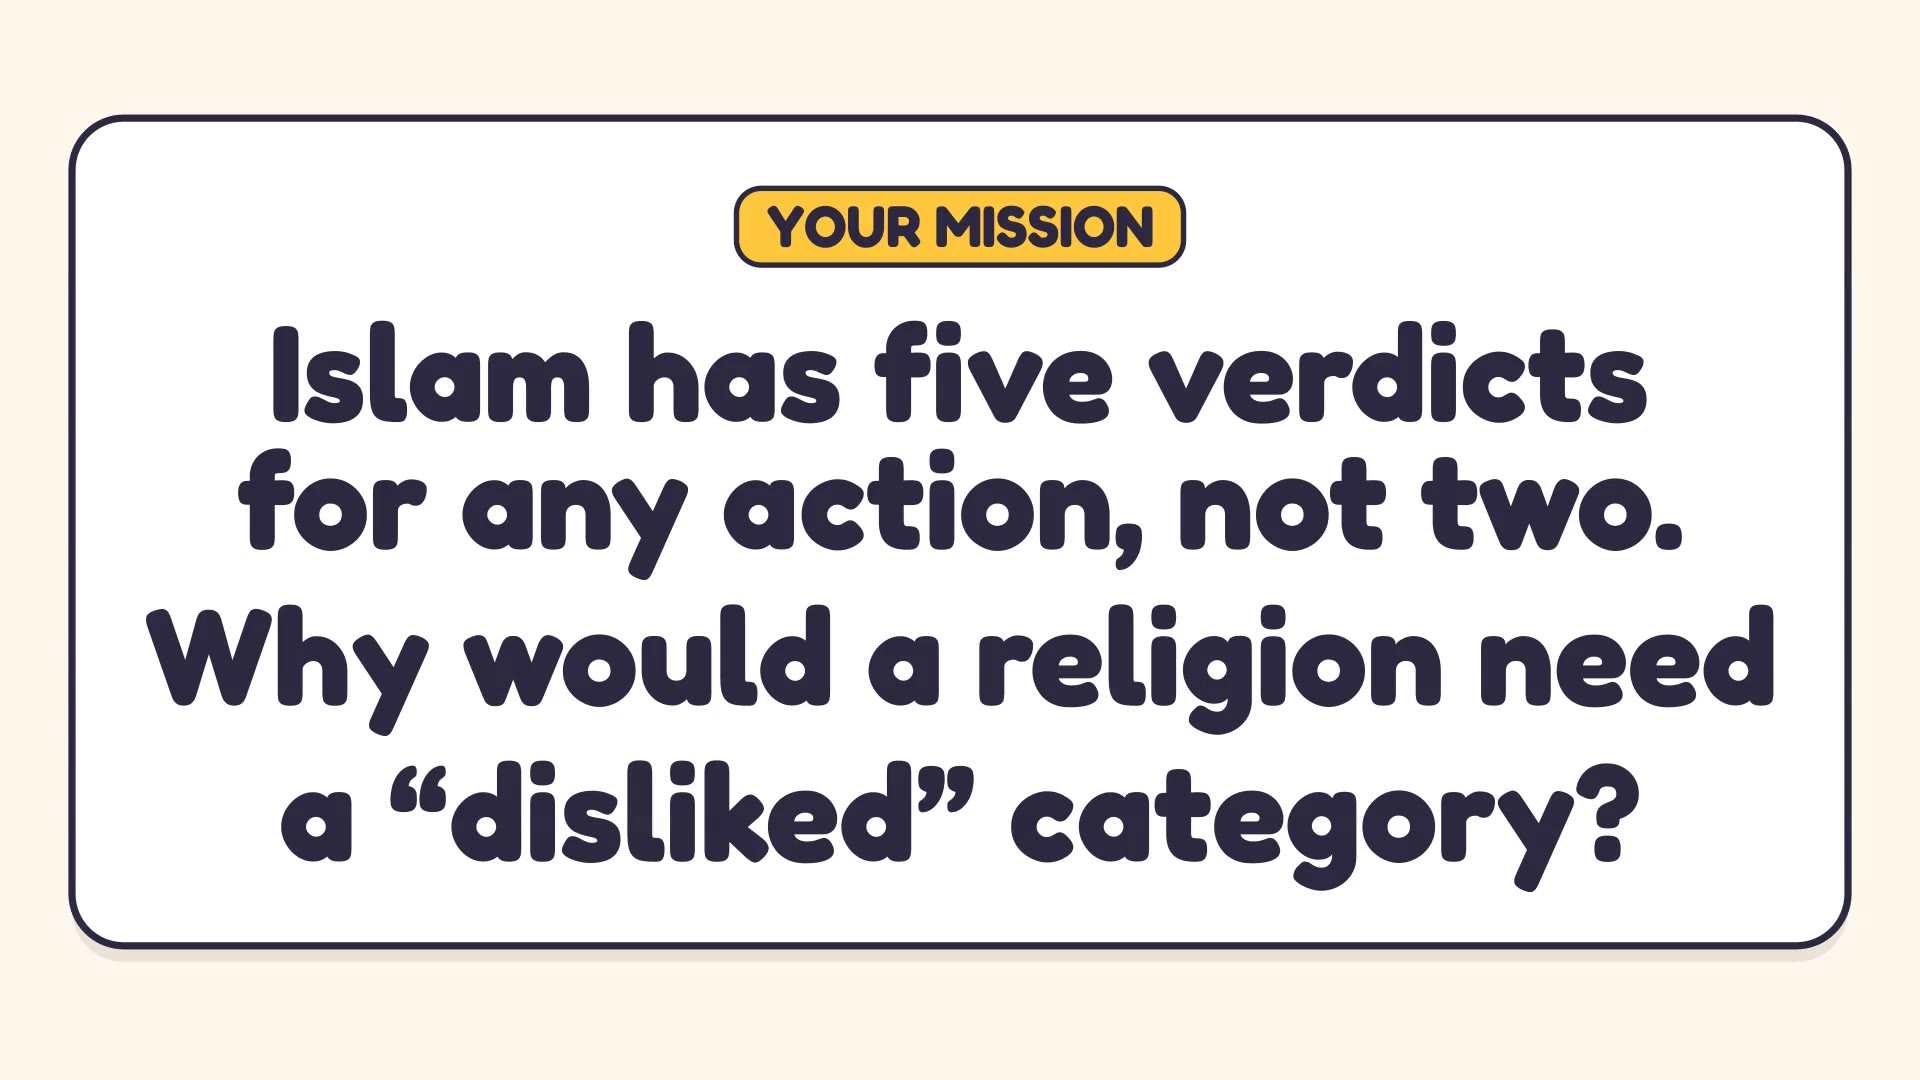 YOUR MISSION
Islam has five verdicts
for any action, not two.
Why would a religion need
a “disliked” category?